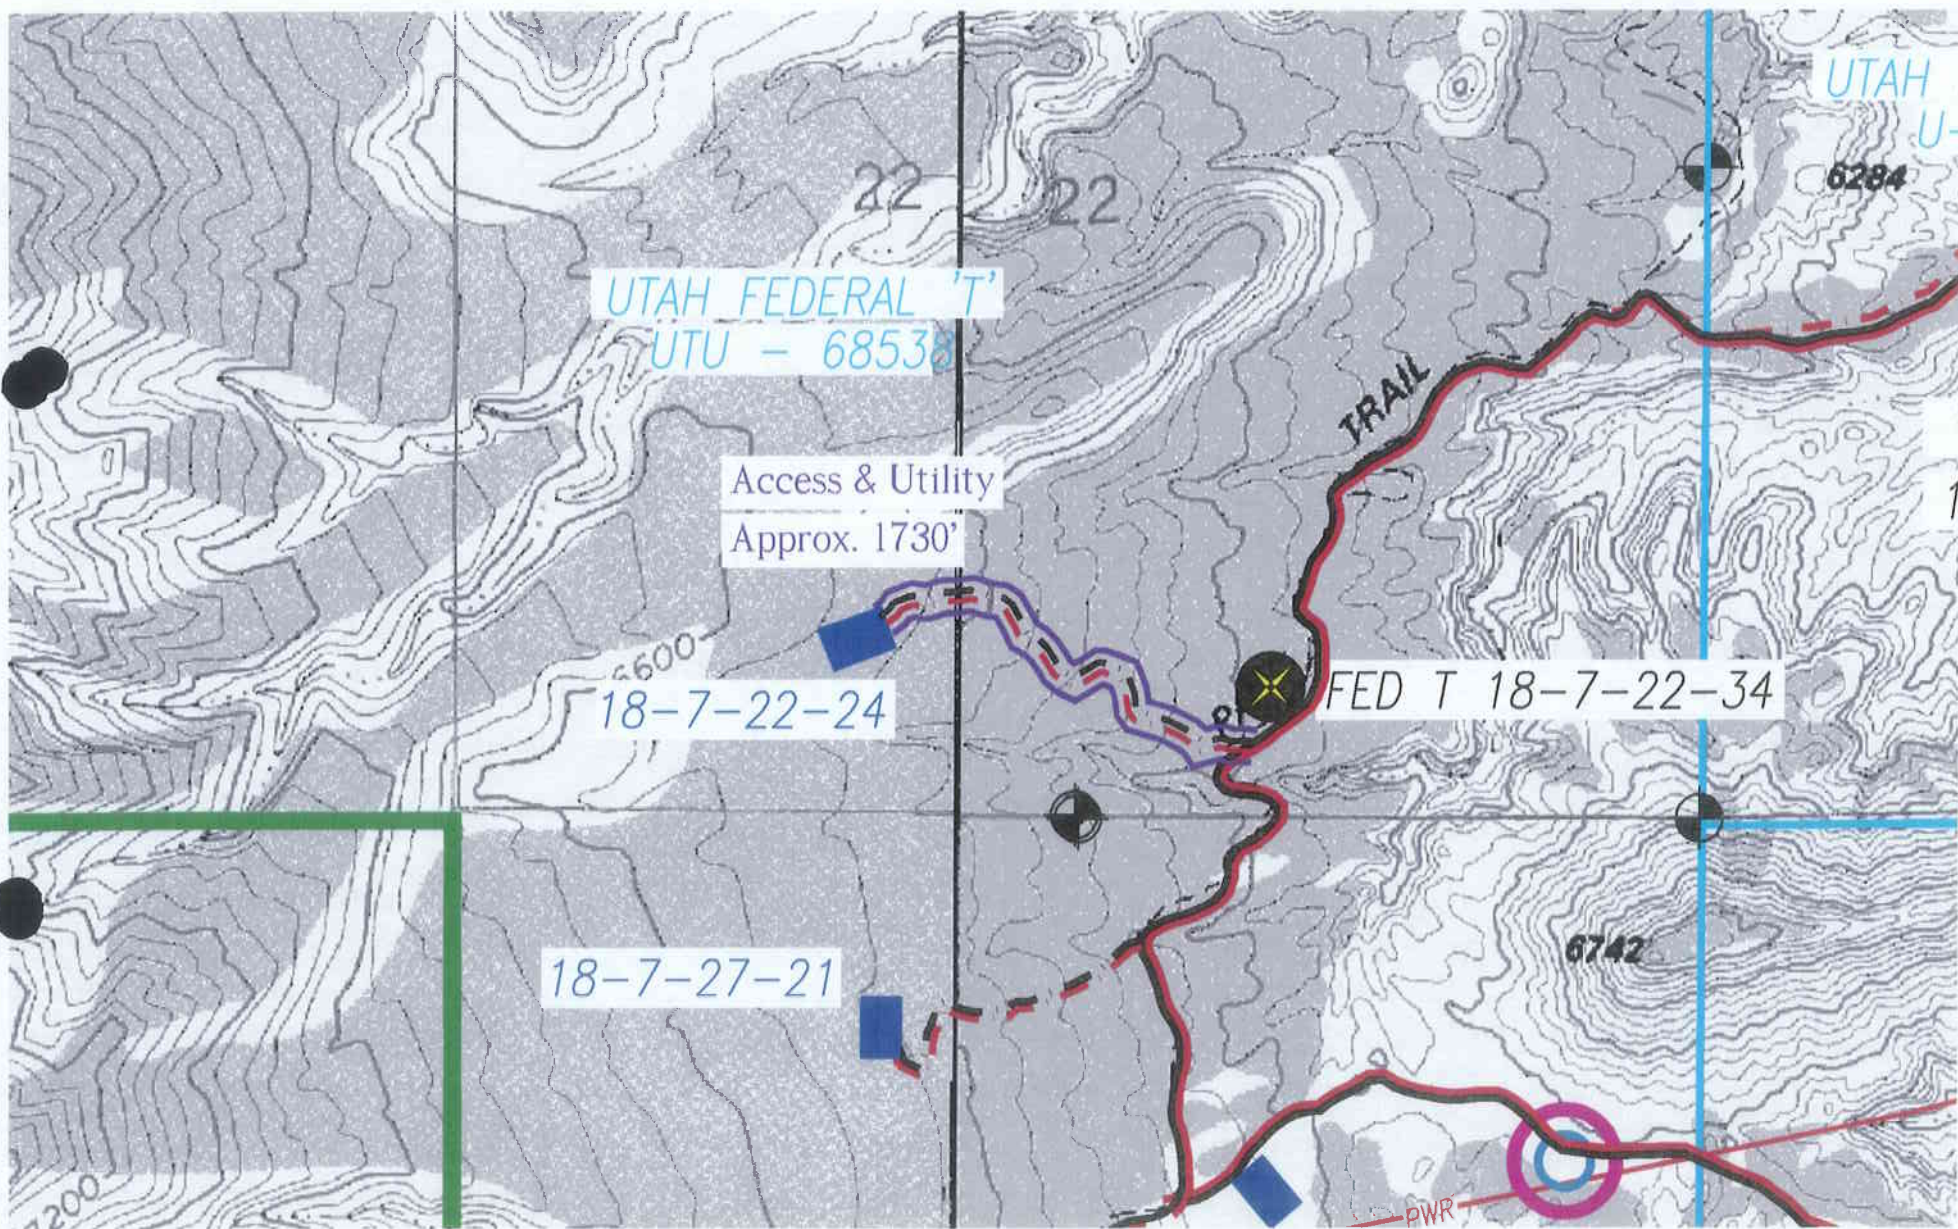 UTAH
U-
6284
22
22
UTAH FEDERAL 'T'
UTU - 68538
TRAIL
Access & Utility
Approx. 1730'
6600
18-7-22-24
FED T 18-7-22-34
6742
18-7-27-21
7200
PWR